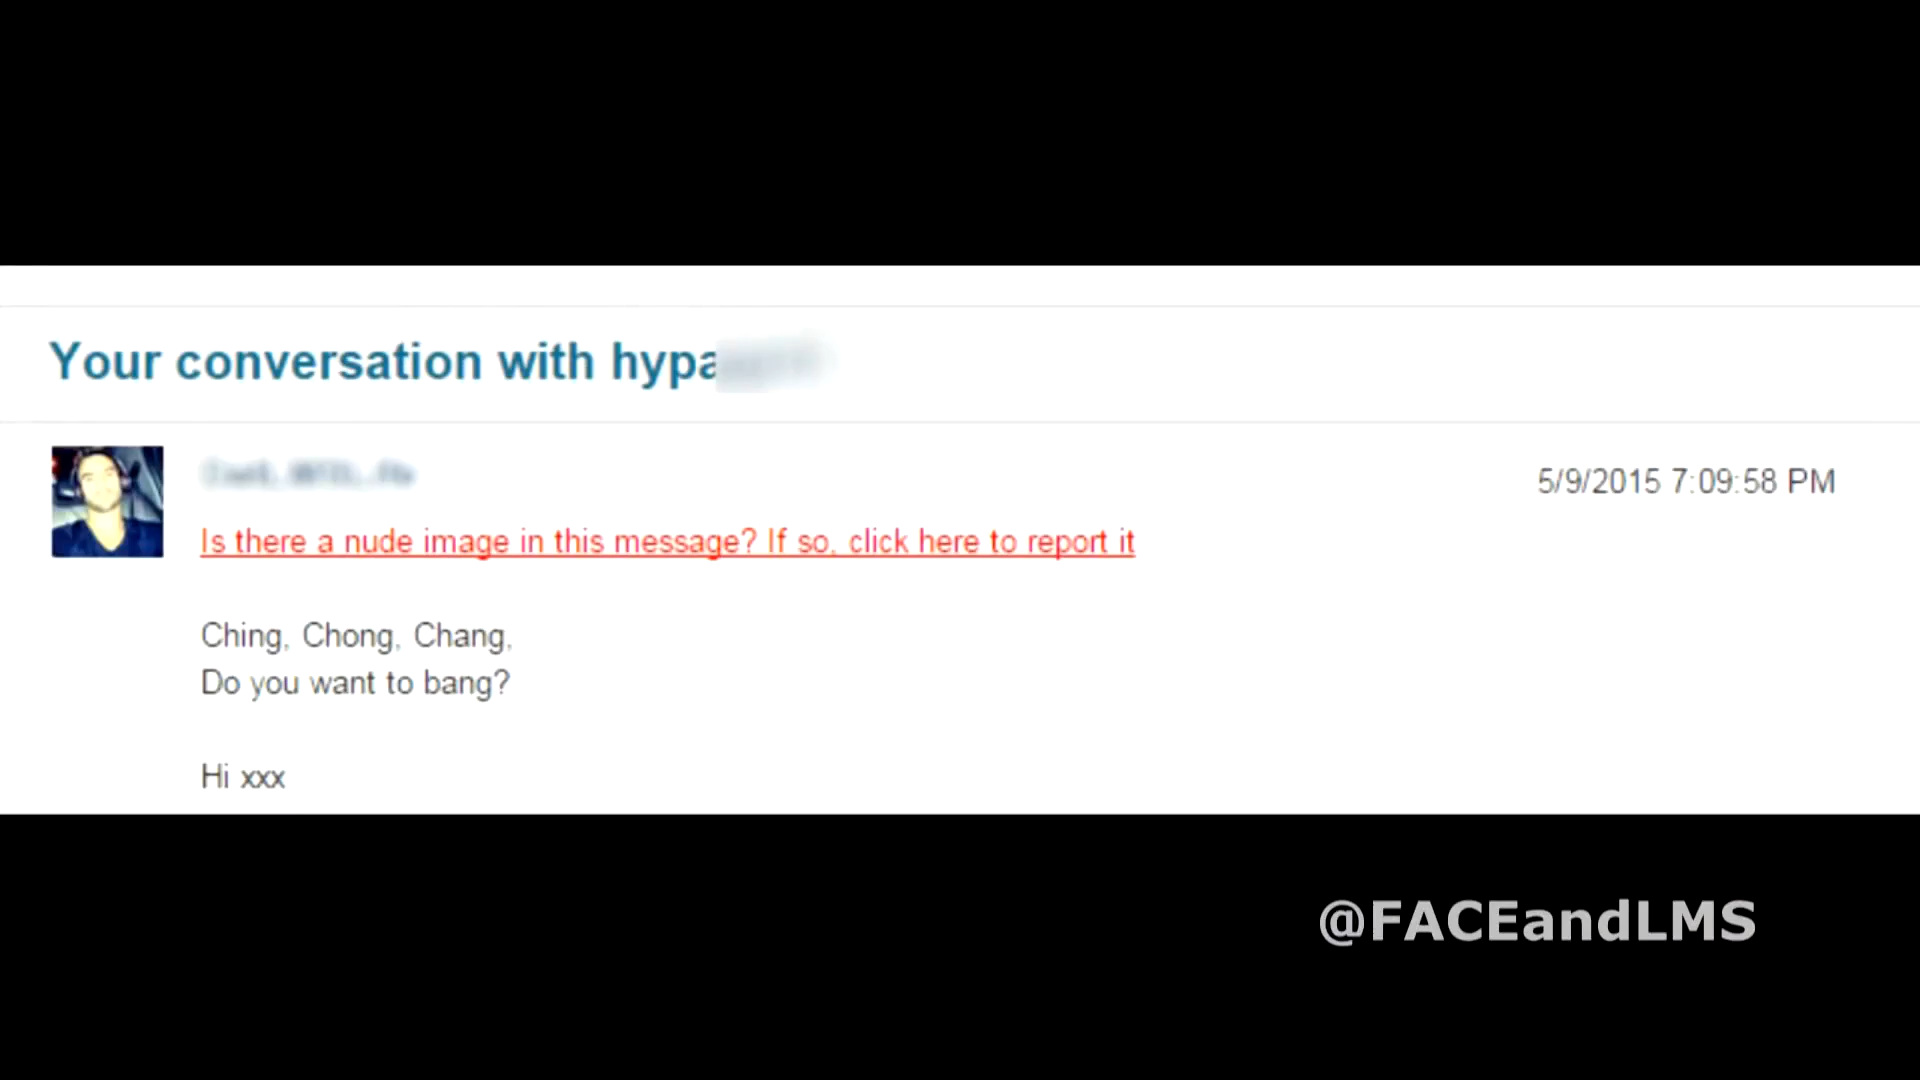 Your conversation with hypa
5/9/2015 7:09:58 PM
Is there a nude image in this message? If so, click here to report it
Ching, Chong, Chang,
Do you want to bang?
Hi xxx
@FACEandLMS